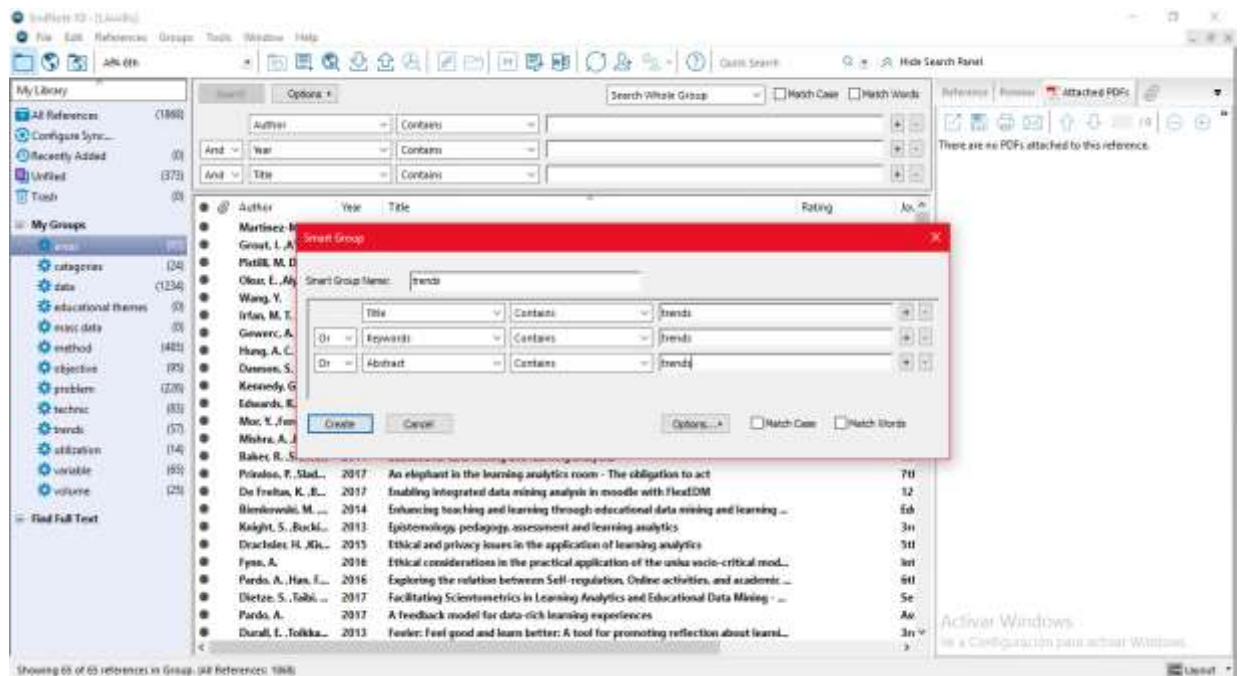 File Edit References Groups Tools Window Help
APA 6th
Quick Search
Hide Search Panel
My Library
All References (1868)
Configure Sync...
Recently Added (0)
Unfiled (373)
Trash (0)
My Groups
categories (24)
data (1234)
educational themes (0)
mass data (0)
method (403)
objective (95)
problem (226)
technic (83)
trends (57)
utilization (14)
variable (65)
volume (25)
Find Full Text
Search Options
Search Whole Group Match Case Match Words
Author Contains
And Year Contains
And Title Contains
Author Year Title Rating
Smart Group
Smart Group Name: trends
Title Contains trends
Or Keywords Contains trends
Or Abstract Contains trends
Create Cancel Options... Match Case Match Words
Wang, Y.
Irfan, M. T.
Gewerc, A.
Hung, A. C.
Dawson, S.
Kennedy, G
Edwards, R.
Mishra, A.
Prinsloo, P. ,Slad... 2017 An elephant in the learning analytics room - The obligation to act 7tl
De Freitas, K. ,B... 2017 Enabling integrated data mining analysis in moodle with FlexEDM 12
Bienkowski, M. ... 2014 Enhancing teaching and learning through educational data mining and learning ...
Knight, S. ,Bucki... 2013 Epistemology, pedagogy, assessment and learning analytics
Drachsler, H. ,Kis... 2015 Ethical and privacy issues in the application of learning analytics
Fynn, A. 2016 Ethical considerations in the practical application of the unisa socio-critical mod...
Pardo, A. ,Han, F.... 2016 Exploring the relation between Self-regulation, Online activities, and academic ...
Dietze, S. ,Taibi, ... 2017 Facilitating Scientometrics in Learning Analytics and Educational Data Mining - ... Se
Pardo, A. 2017 A feedback model for data-rich learning experiences
Durall, E. ,Toikka... 2013 Feeler: Feel good and learn better: A tool for promoting reflection about learni...
Reference Preview Attached PDFs
There are no PDFs attached to this reference.
Activar Windows
Ve a Configuración para activar Windows.
Showing 65 of 65 references in Group. (All References: 1868)
Layout